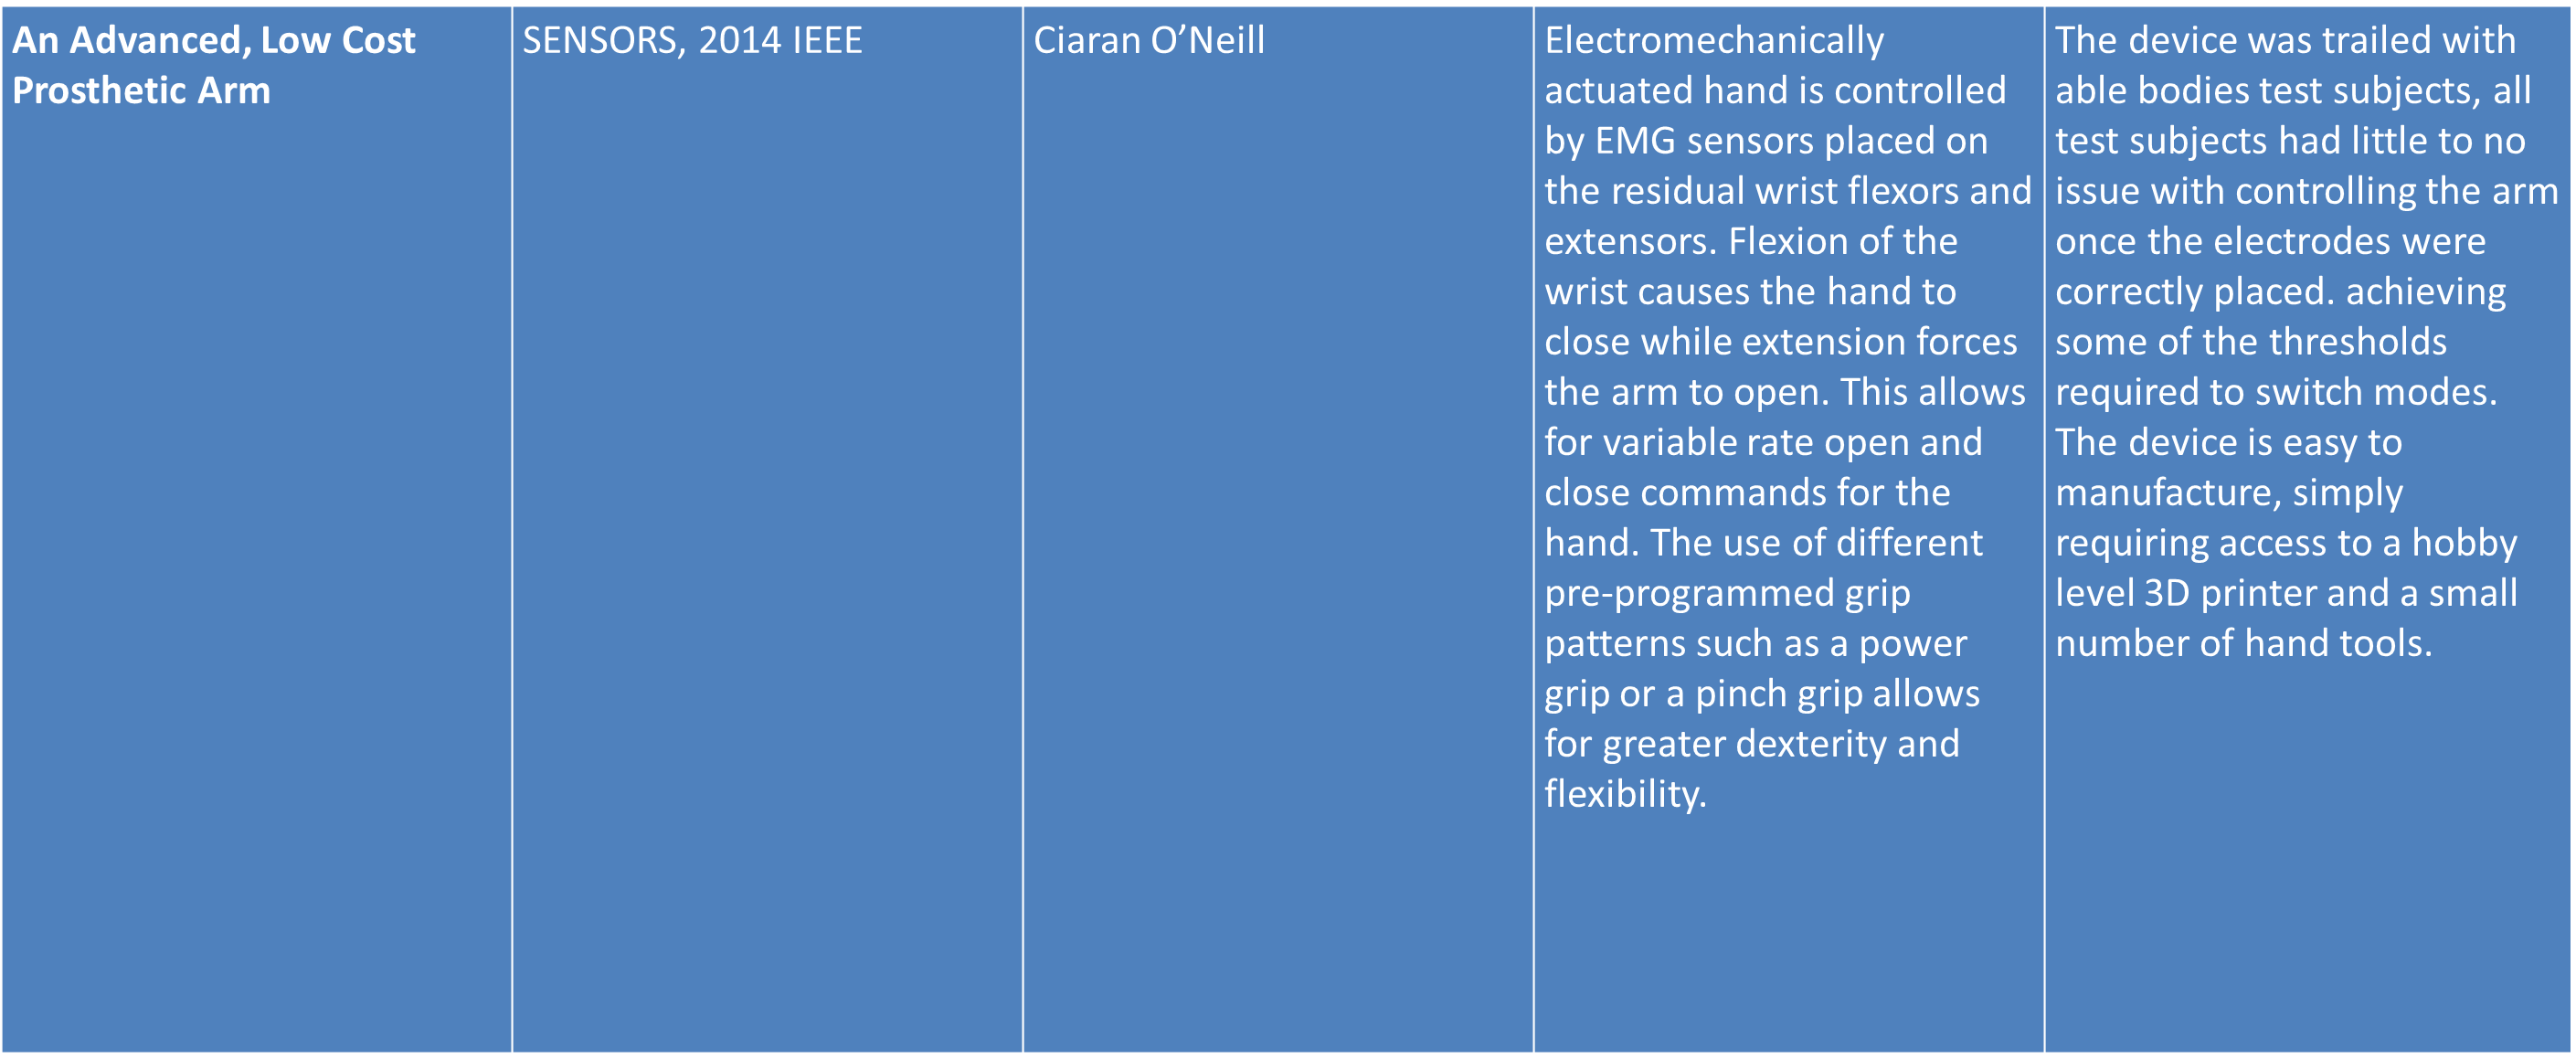 An Advanced, Low Cost
Prosthetic Arm
SENSORS, 2014 IEEE
Ciaran O’Neill
Electromechanically
actuated hand is controlled
by EMG sensors placed on
the residual wrist flexors and
extensors. Flexion of the
wrist causes the hand to
close while extension forces
the arm to open. This allows
for variable rate open and
close commands for the
hand. The use of different
pre-programmed grip
patterns such as a power
grip or a pinch grip allows
for greater dexterity and
flexibility.
The device was trailed with
able bodies test subjects, all
test subjects had little to no
issue with controlling the arm
once the electrodes were
correctly placed. achieving
some of the thresholds
required to switch modes.
The device is easy to
manufacture, simply
requiring access to a hobby
level 3D printer and a small
number of hand tools.